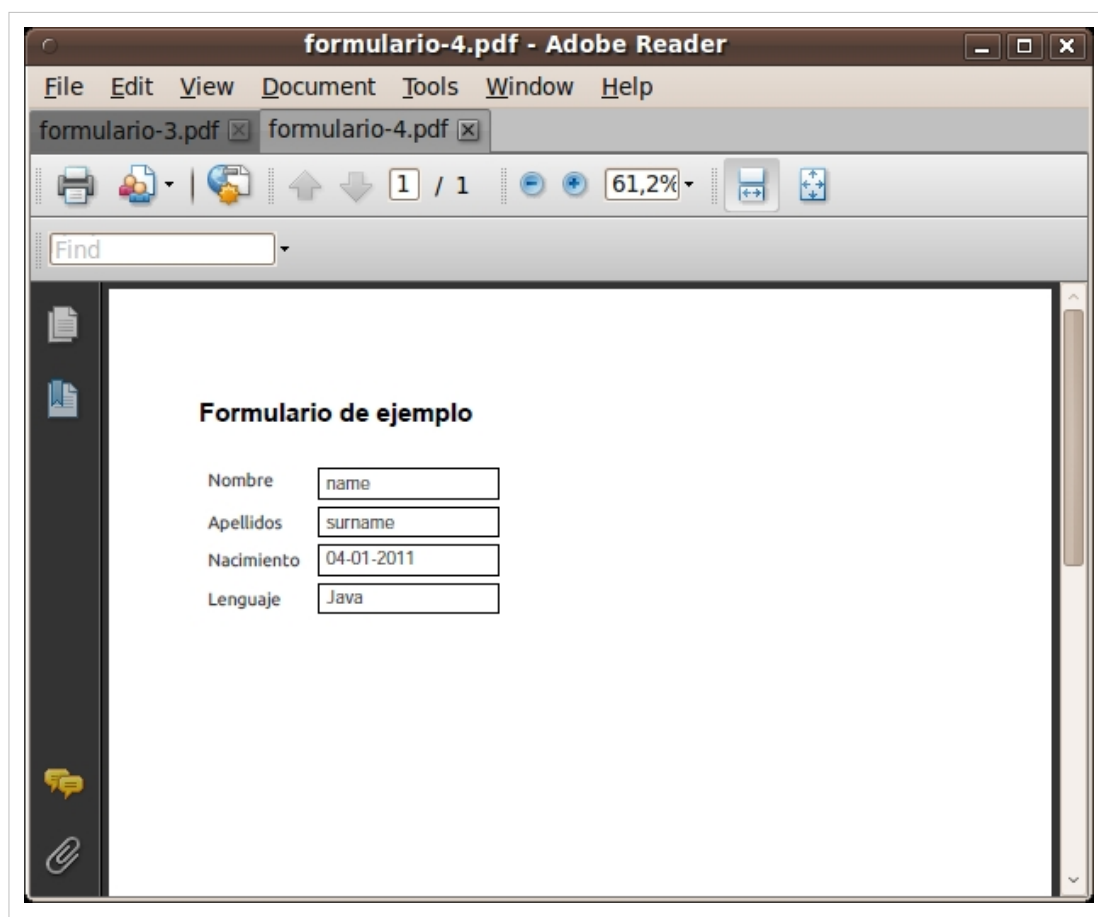 formulario-4.pdf - Adobe Reader
File Edit View Document Tools Window Help
formulario-3.pdf formulario-4.pdf
1 / 1 61,2%
Find
Formulario de ejemplo
Nombre name
Apellidos surname
Nacimiento 04-01-2011
Lenguaje Java